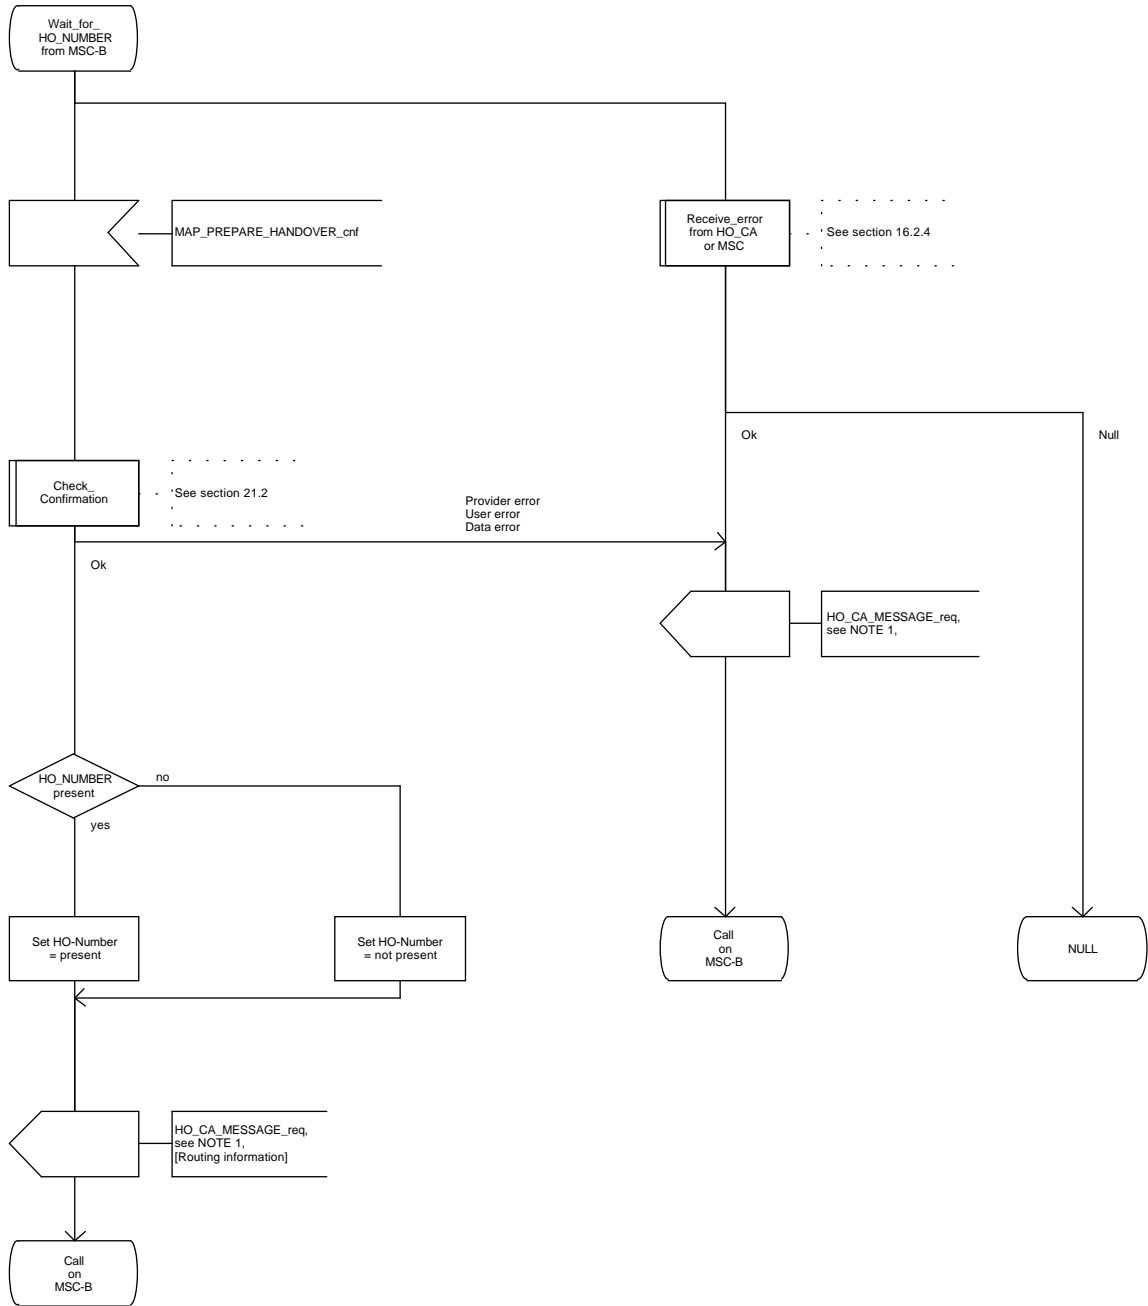 Wait_for_
HO_NUMBER
from MSC-B
MAP_PREPARE_HANDOVER_cnf
Receive_error
from HO_CA
or MSC
See section 16.2.4
Ok
Null
Check_
Confirmation
See section 21.2
Provider error
User error
Data error
Ok
HO_CA_MESSAGE_req,
see NOTE 1,
HO_NUMBER
present
no
yes
Set HO-Number
= present
Set HO-Number
= not present
Call
on
MSC-B
NULL
HO_CA_MESSAGE_req,
see NOTE 1,
[Routing information]
Call
on
MSC-B